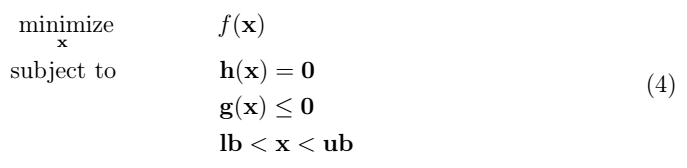 minimize f(x)
x
subject to h(x) = 0
g(x) ≤ 0
(4)
lb < x < ub